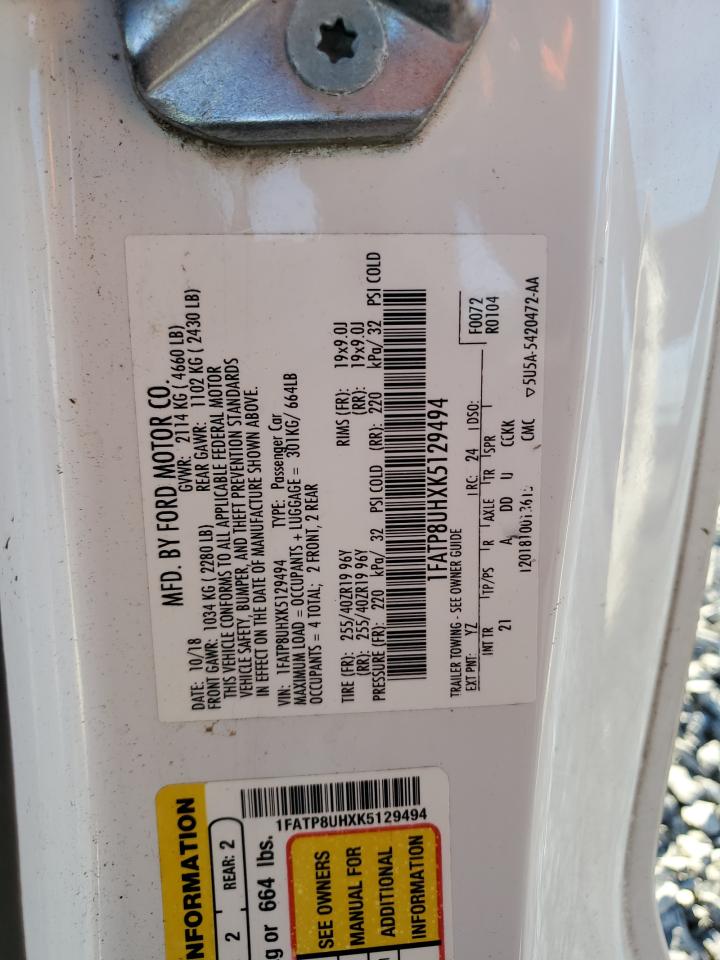 MFD. BY FORD MOTOR CO.
DATE: 10/18 GVWR: 2114 KG ( 4660 LB)
FRONT GAWR: 1034 KG ( 2280 LB) REAR GAWR: 1102 KG ( 2430 LB)
THIS VEHICLE CONFORMS TO ALL APPLICABLE FEDERAL MOTOR
VEHICLE SAFETY, BUMPER, AND THEFT PREVENTION STANDARDS
IN EFFECT ON THE DATE OF MANUFACTURE SHOWN ABOVE.
VIN: 1FATP8UHXK5129494 TYPE: Passenger Car
MAXIMUM LOAD = OCCUPANTS + LUGGAGE = 301KG/ 664LB
OCCUPANTS = 4 TOTAL; 2 FRONT, 2 REAR
TIRE (FR): 255/40ZR19 96Y RIMS (FR): 19x9.0J
(RR): 255/40ZR19 96Y (RR): 19x9.0J
PRESSURE (FR): 220 kPa/ 32 PSI COLD (RR): 220 kPa/ 32 PSI COLD
1FATP8UHXK5129494
TRAILER TOWING - SEE OWNER GUIDE
EXT PNT: YZ RC: 24 DSO: F0072
INT TR TP/PS R AXLE TR SPR R0104
21 A DD U CCKK
CMC ▽5U5A-5420472-AA
1FATP8UHXK5129494
NFORMATION
2 REAR: 2
g or 664 lbs.
SEE OWNERS
MANUAL FOR
ADDITIONAL
INFORMATION